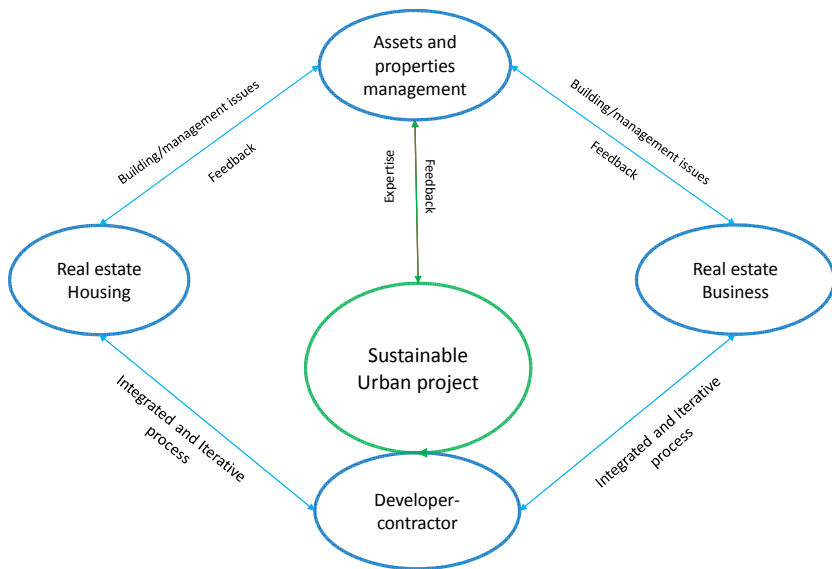 Assets and
properties
management
Building/management issues
Feedback
Building/management issues
Feedback
Expertise
Feedback
Real estate
Housing
Real estate
Business
Sustainable
Urban project
Integrated and Iterative
process
Integrated and Iterative
process
Developer-
contractor